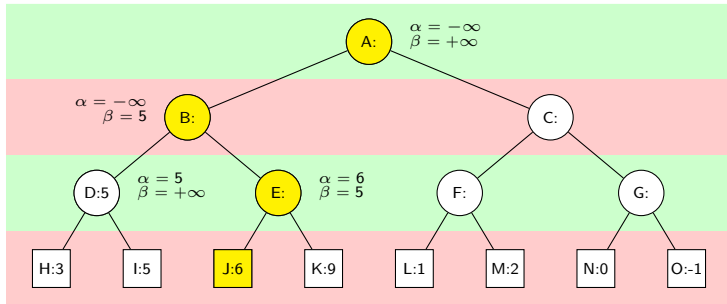 A:
α = −∞
β = +∞
α = −∞
β = 5
B:
C:
D:5
α = 5
β = +∞
E:
α = 6
β = 5
F:
G:
H:3
I:5
J:6
K:9
L:1
M:2
N:0
O:-1